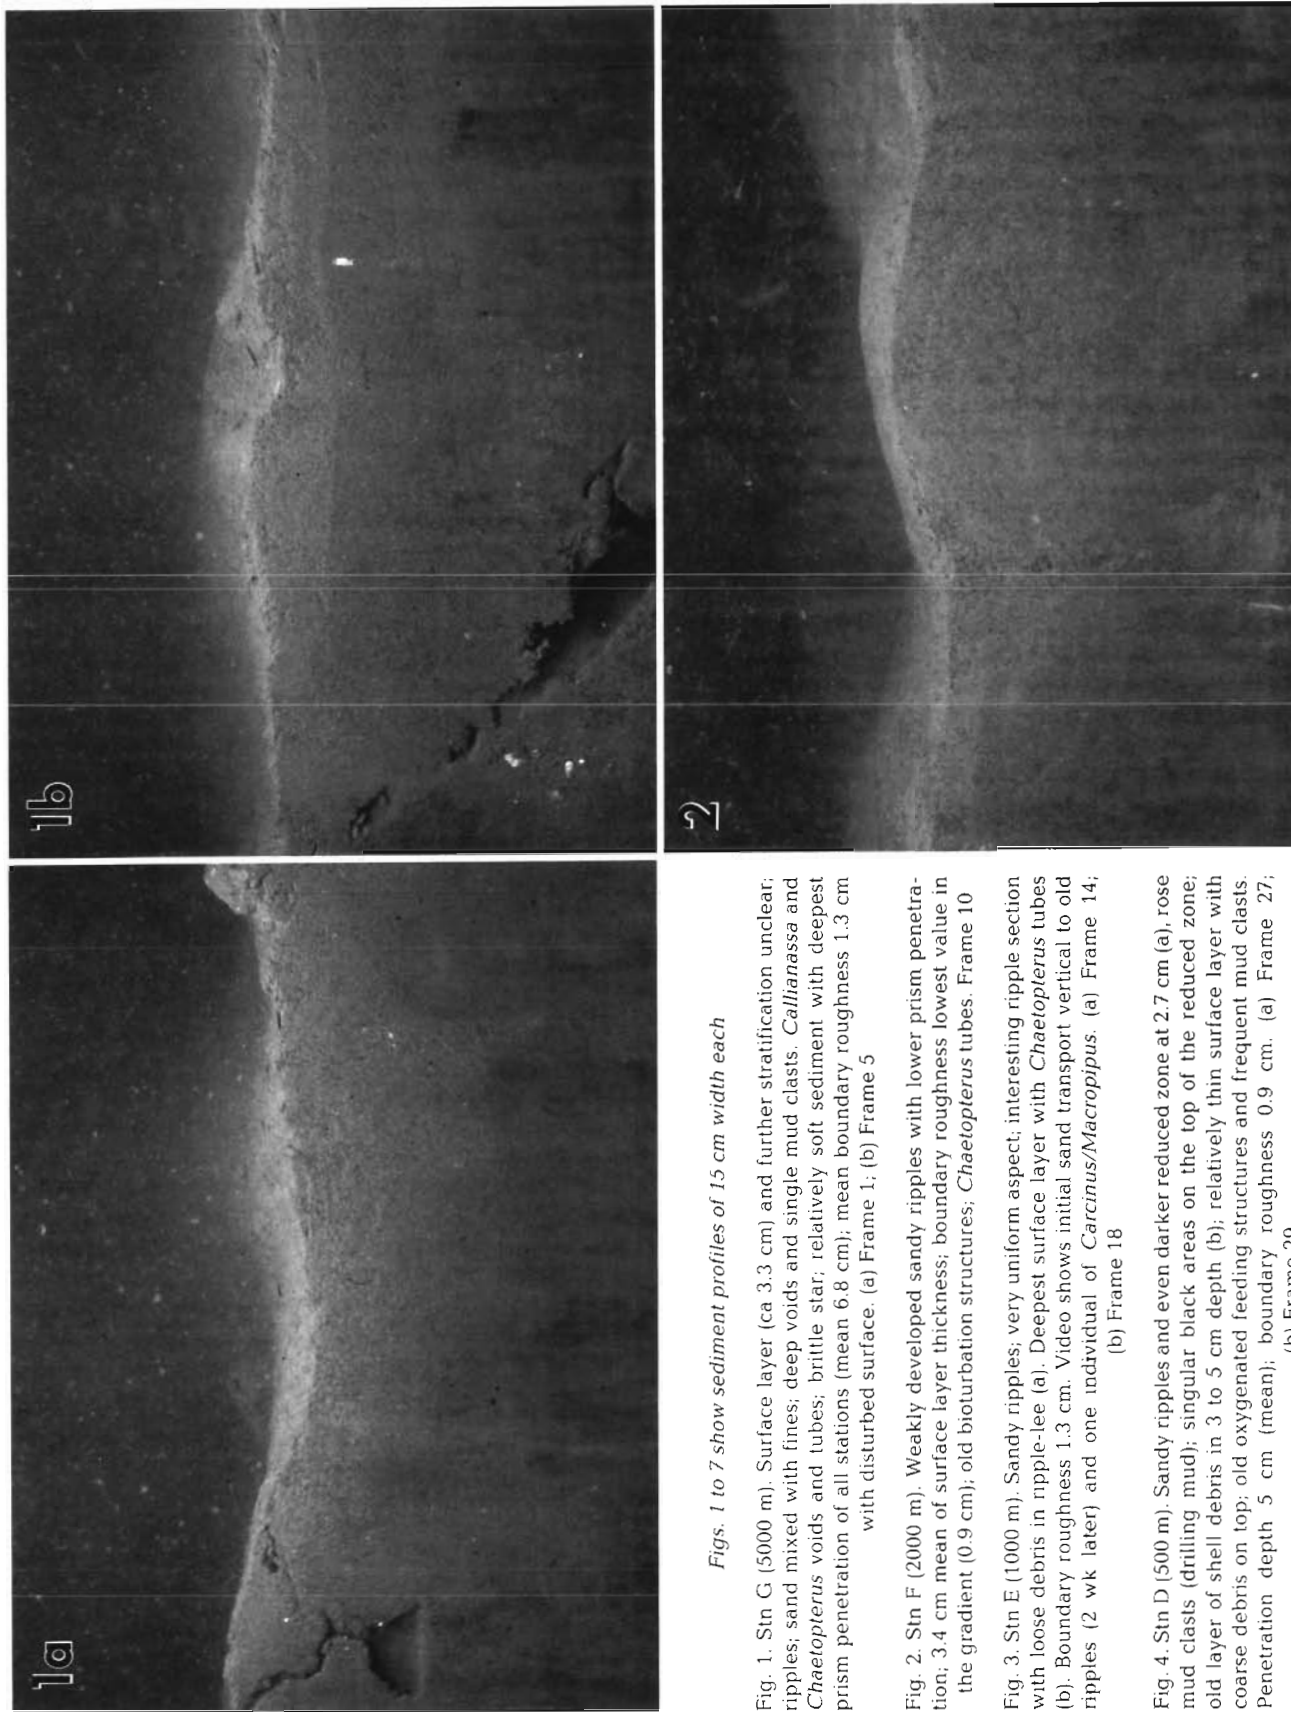 1a
1b
2
Figs. 1 to 7 show sediment profiles of 15 cm width each
Fig. 1. Stn G (5000 m). Surface layer (ca 3.3 cm) and further stratification unclear;
ripples; sand mixed with fines; deep voids and single mud clasts. Callianassa and
Chaetopterus voids and tubes; brittle star; relatively soft sediment with deepest
prism penetration of all stations (mean 6.8 cm); mean boundary roughness 1.3 cm
with disturbed surface. (a) Frame 1; (b) Frame 5
Fig. 2. Stn F (2000 m). Weakly developed sandy ripples with lower prism penetra-
tion; 3.4 cm mean of surface layer thickness; boundary roughness lowest value in
the gradient (0.9 cm); old bioturbation structures; Chaetopterus tubes. Frame 10
Fig. 3. Stn E (1000 m). Sandy ripples; very uniform aspect; interesting ripple section
with loose debris in ripple-lee (a). Deepest surface layer with Chaetopterus tubes
(b). Boundary roughness 1.3 cm. Video shows initial sand transport vertical to old
ripples (2 wk later) and one individual of Carcinus/Macropipus. (a) Frame 14;
(b) Frame 18
Fig. 4. Stn D (500 m). Sandy ripples and even darker reduced zone at 2.7 cm (a), rose
mud clasts (drilling mud); singular black areas on the top of the reduced zone;
old layer of shell debris in 3 to 5 cm depth (b); relatively thin surface layer with
coarse debris on top; old oxygenated feeding structures and frequent mud clasts.
Penetration depth 5 cm (mean); boundary roughness 0.9 cm. (a) Frame 27;
(b) Frame